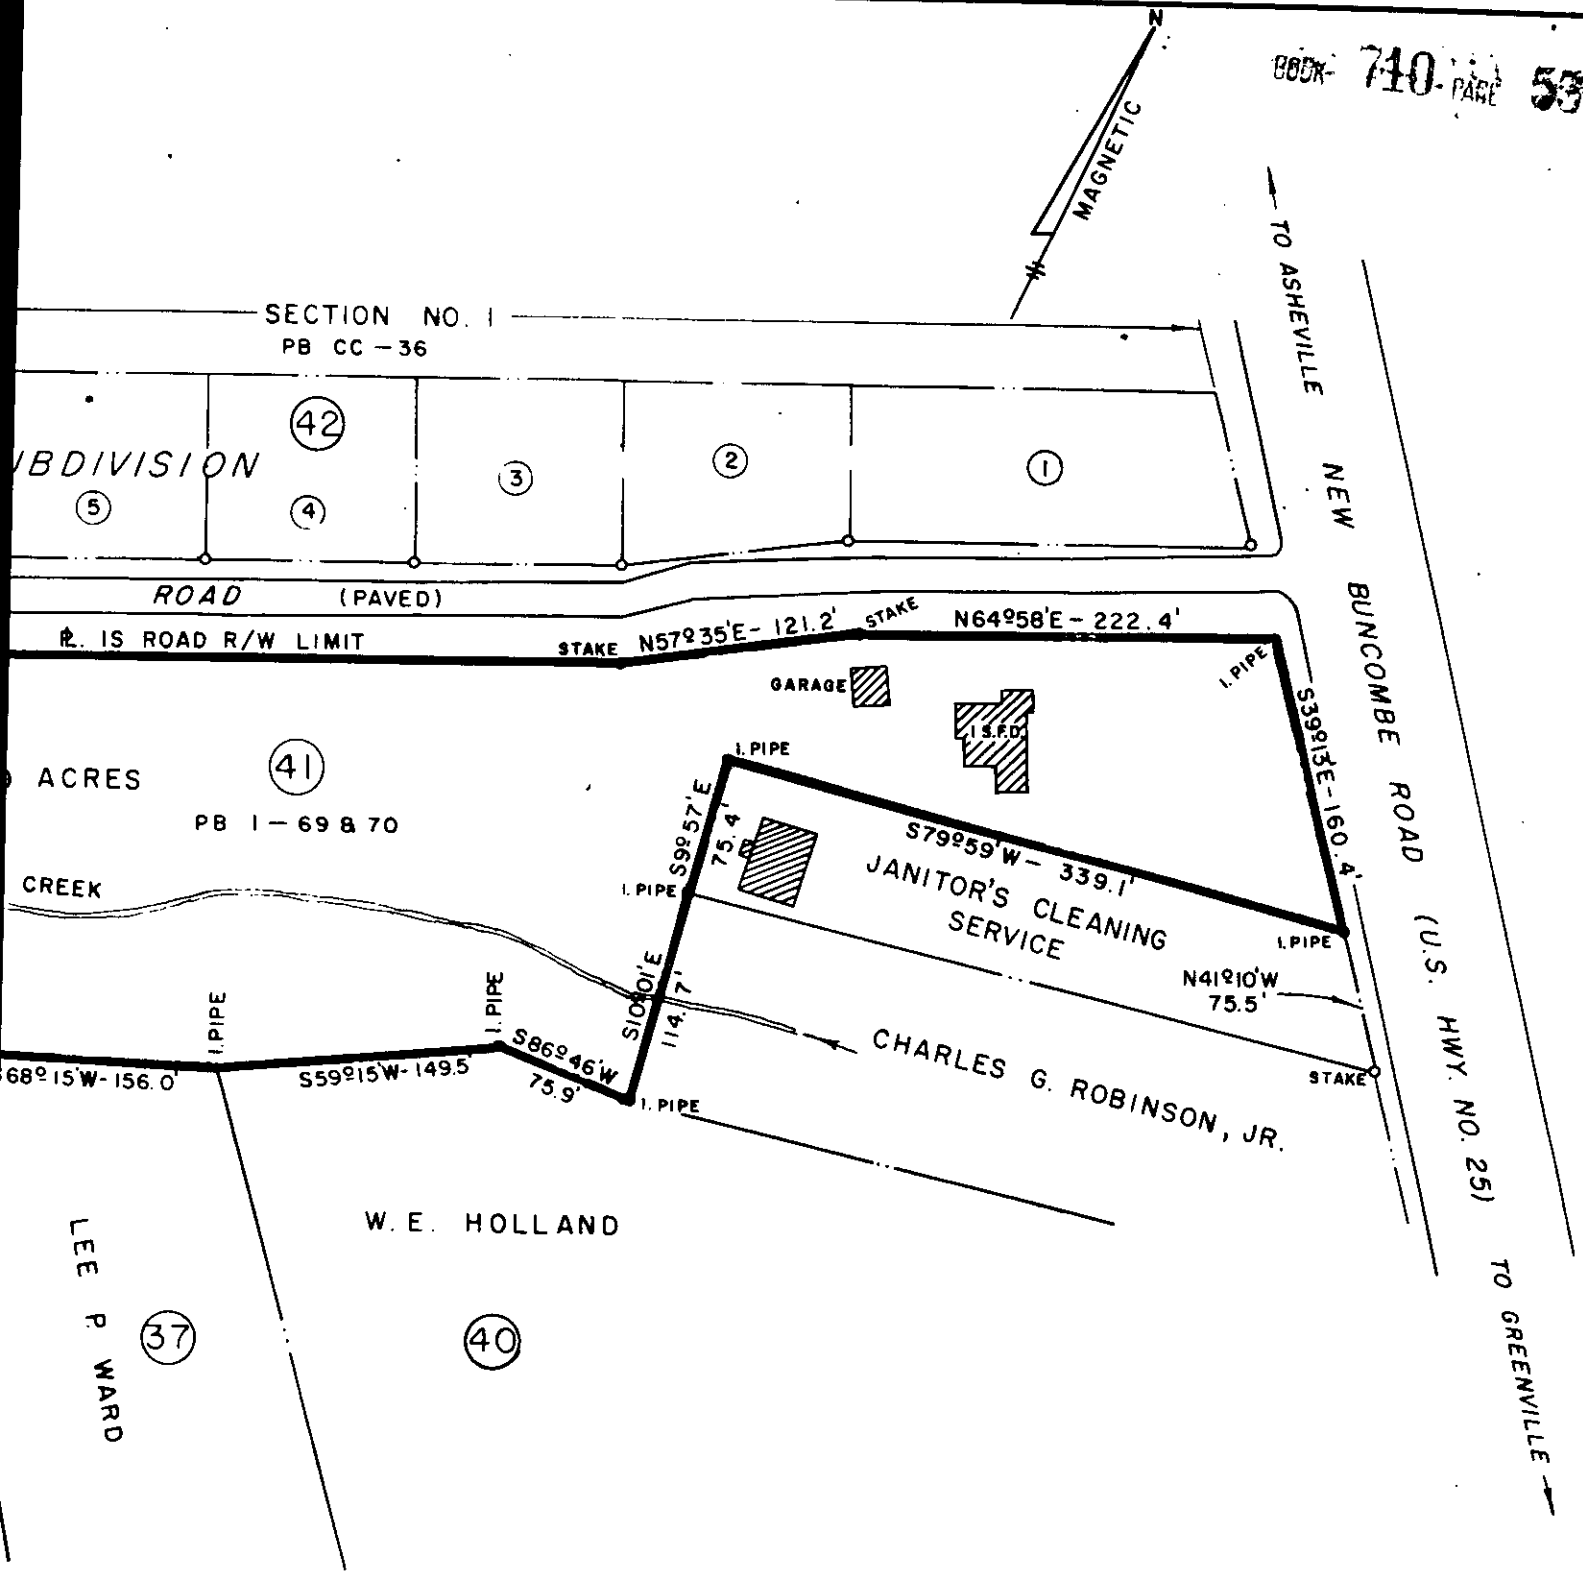 N
BOOK 710 PAGE 53
MAGNETIC
TO ASHEVILLE
SECTION NO. 1
PB CC-36
42
UBDIVISION
5
4
3
2
1
ROAD (PAVED)
PL. IS ROAD R/W LIMIT
STAKE
N57°35'E-121.2'
STAKE
N64°58'E-222.4'
I. PIPE
S39°13'E-160.4'
NEW BUNCOMBE ROAD (U.S. HWY. NO. 25)
GARAGE
1 S.F.D.
I. PIPE
41
ACRES
PB I-69 & 70
S9°57'E
75.4'
S79°59'W-339.1'
JANITOR'S CLEANING
SERVICE
CREEK
I. PIPE
I. PIPE
N41°10'W
75.5'
S10°01'E
114.7'
I. PIPE
I. PIPE
CHARLES G. ROBINSON, JR.
STAKE
68°15'W-156.0'
S59°15'W-149.5'
S86°46'W
75.9'
I. PIPE
W. E. HOLLAND
LEE P. WARD
37
40
TO GREENVILLE